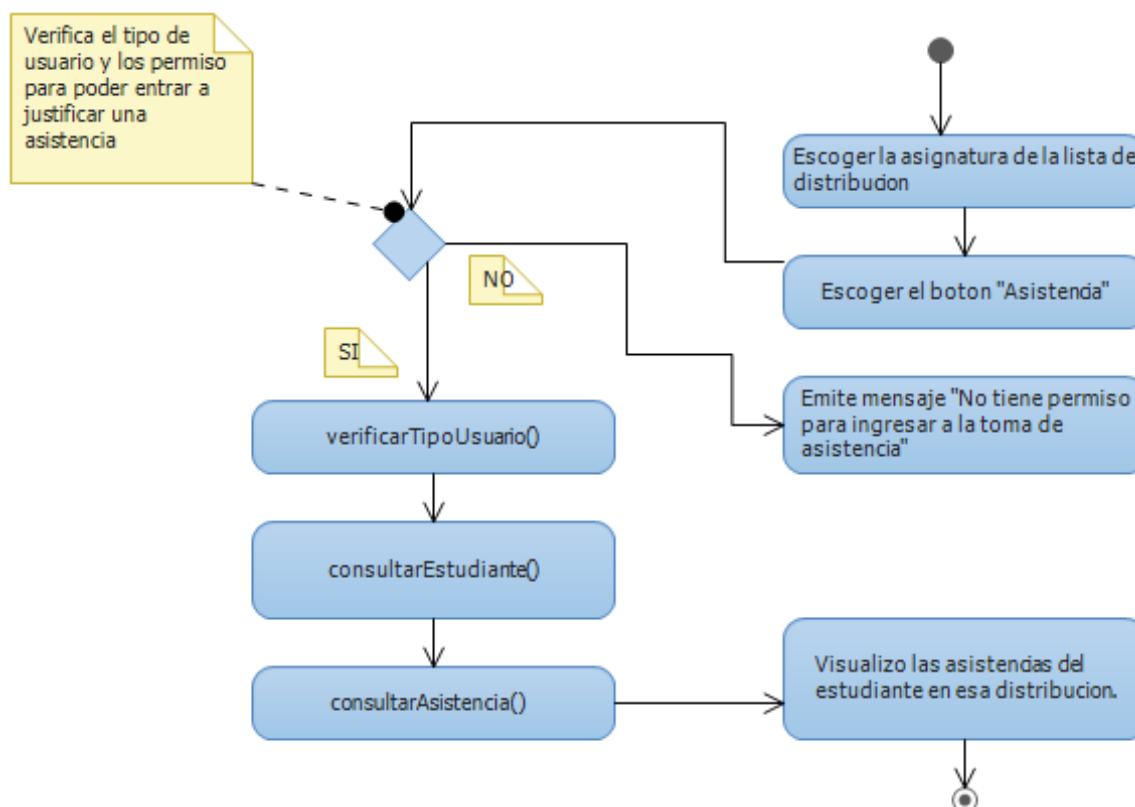 Verifica el tipo de
usuario y los permiso
para poder entrar a
justificar una
asistencia
Escoger la asignatura de la lista de
distribucion
Escoger el boton "Asistencia"
NO
SI
Emite mensaje "No tiene permiso
para ingresar a la toma de
asistencia"
verificarTipoUsuario()
consultarEstudiante()
consultarAsistencia()
Visualizo las asistencias del
estudiante en esa distribucion.